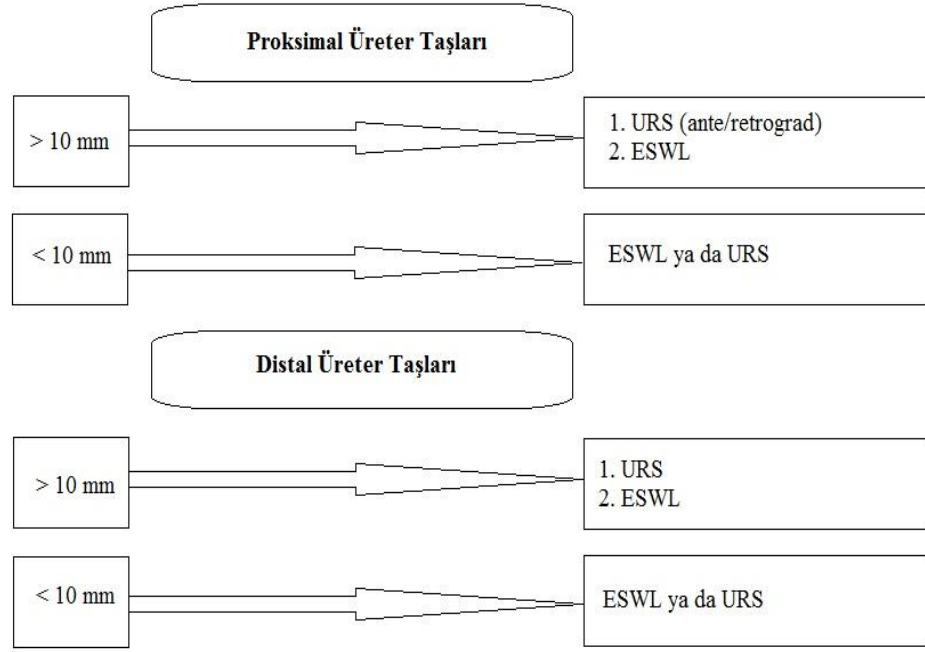 Proksimal Üreter Taşları
> 10 mm
1. URS (ante/retrograd)
2. ESWL
< 10 mm
ESWL ya da URS
Distal Üreter Taşları
> 10 mm
1. URS
2. ESWL
< 10 mm
ESWL ya da URS